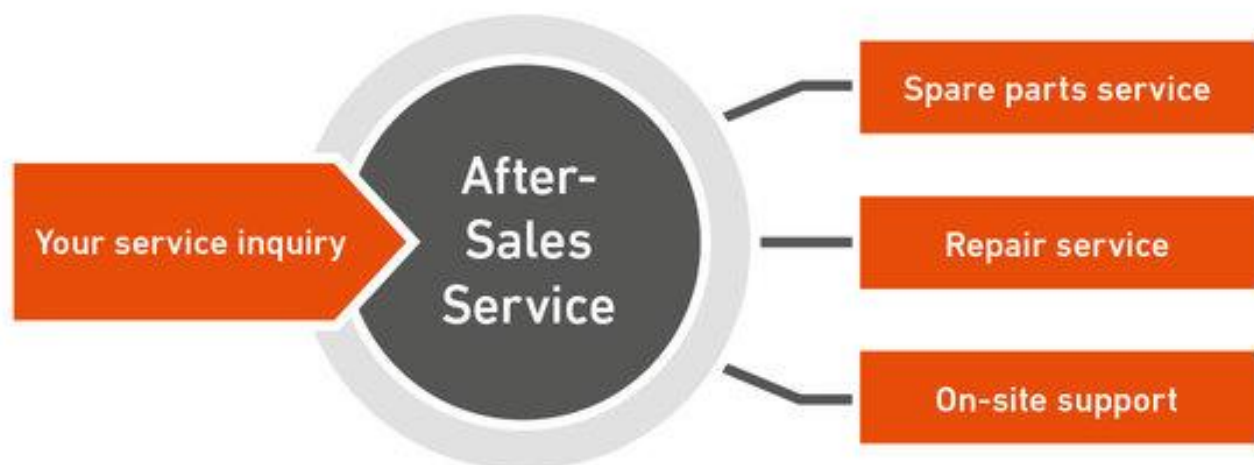 Your service inquiry
After-
Sales
Service
Spare parts service
Repair service
On-site support